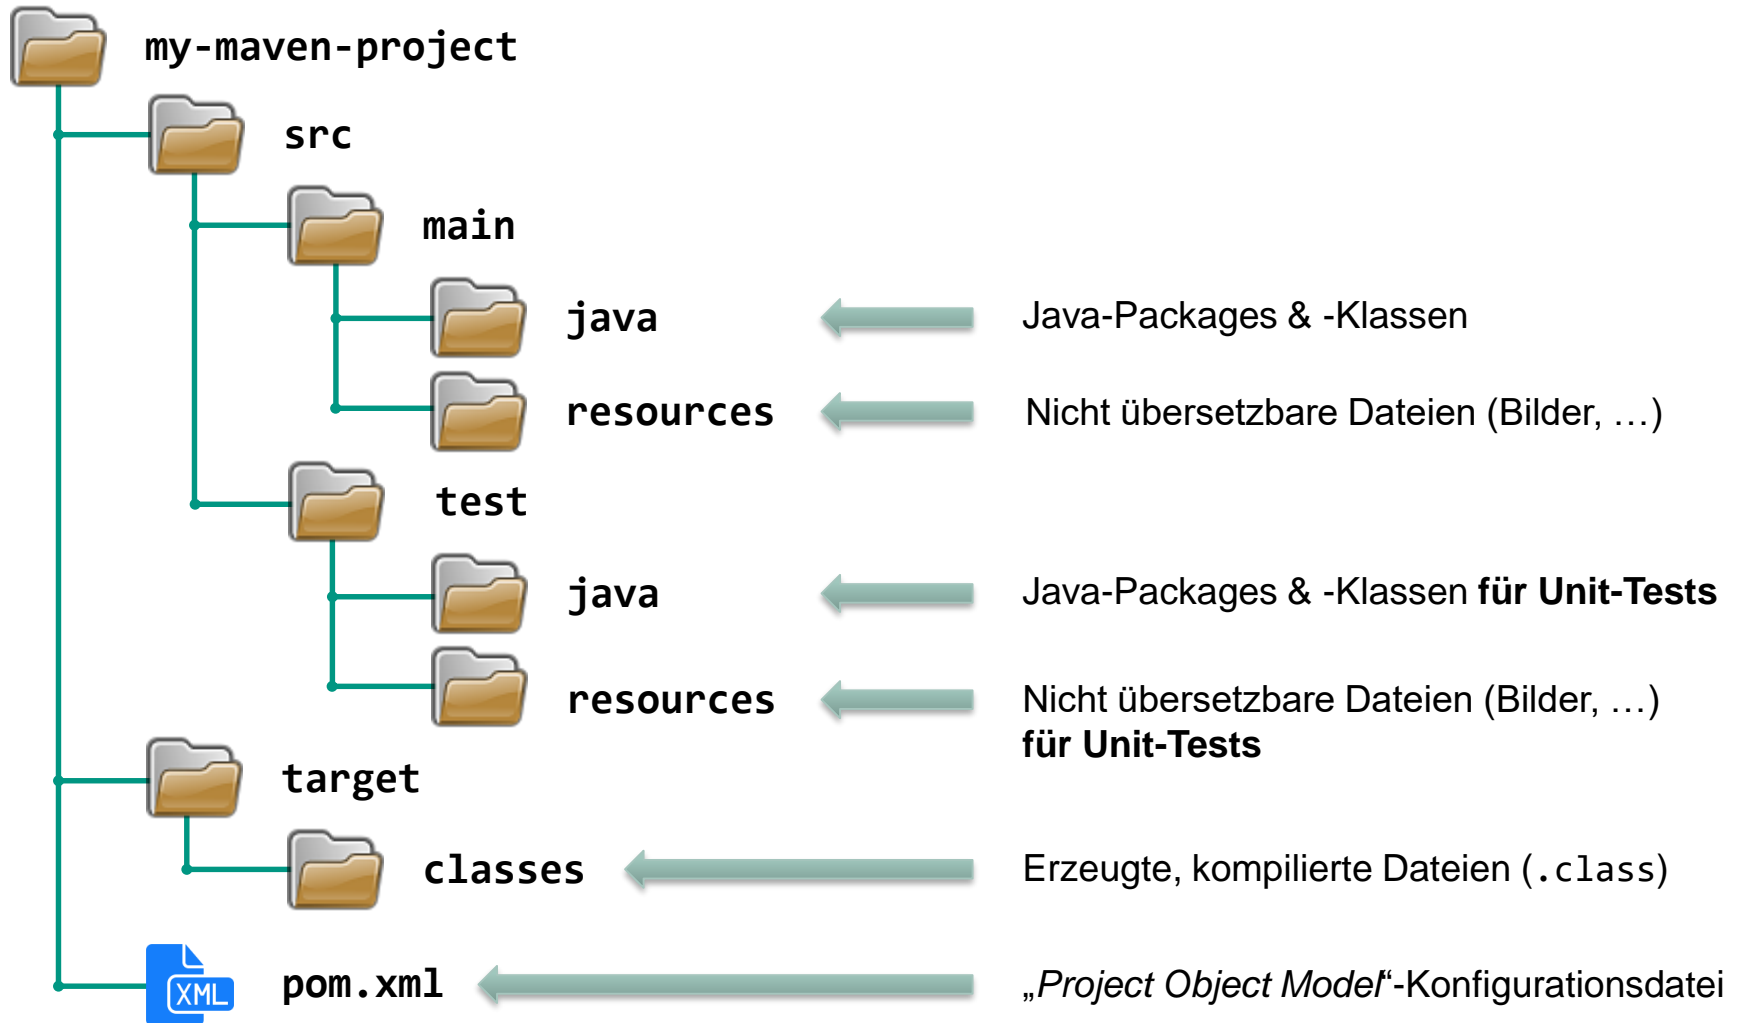 my-maven-project
src
main
java
Java-Packages & -Klassen
resources
Nicht übersetzbare Dateien (Bilder, …)
test
java
Java-Packages & -Klassen für Unit-Tests
resources
Nicht übersetzbare Dateien (Bilder, …)
für Unit-Tests
target
classes
Erzeugte, kompilierte Dateien (.class)
XML
pom.xml
„Project Object Model“-Konfigurationsdatei